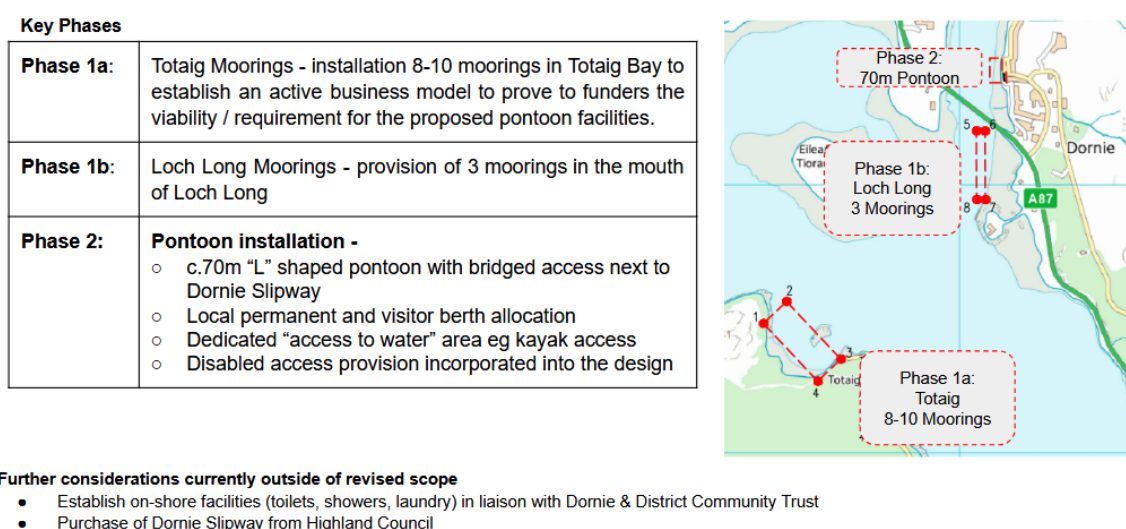 Key Phases
Phase 1a:
Totaig Moorings - installation 8-10 moorings in Totaig Bay to
establish an active business model to prove to funders the
viability / requirement for the proposed pontoon facilities.
Phase 1b:
Loch Long Moorings - provision of 3 moorings in the mouth
of Loch Long
Phase 2:
Pontoon installation -
○ c.70m “L” shaped pontoon with bridged access next to
Dornie Slipway
○ Local permanent and visitor berth allocation
○ Dedicated “access to water” area eg kayak access
○ Disabled access provision incorporated into the design
Phase 2:
70m Pontoon
5
6
Dornie
Eilea
Tiora
Phase 1b:
Loch Long
3 Moorings
A87
8
7
2
1
3
Totaig
4
Phase 1a:
Totaig
8-10 Moorings
Further considerations currently outside of revised scope
● Establish on-shore facilities (toilets, showers, laundry) in liaison with Dornie & District Community Trust
● Purchase of Dornie Slipway from Highland Council